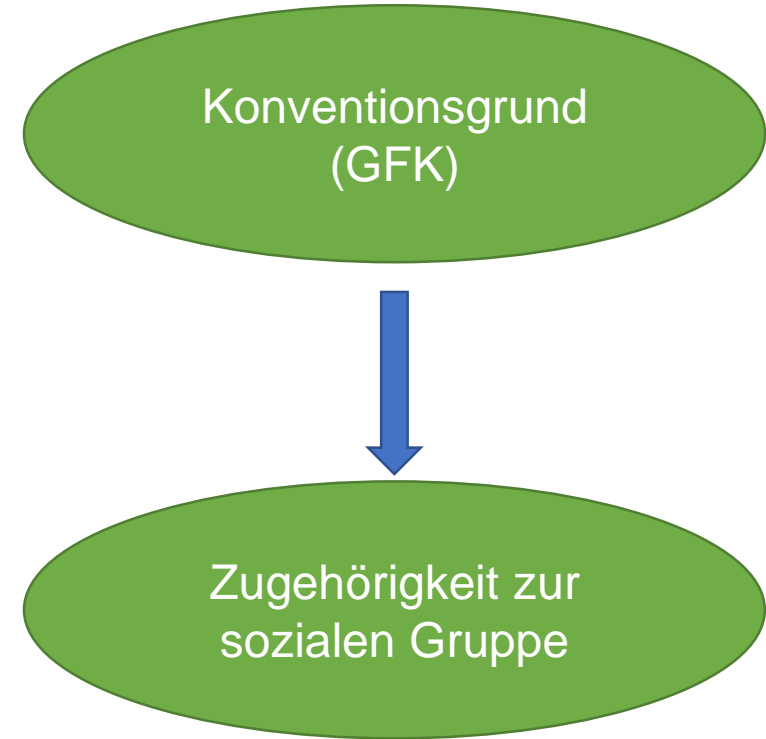 Konventionsgrund
(GFK)
Zugehörigkeit zur
sozialen Gruppe